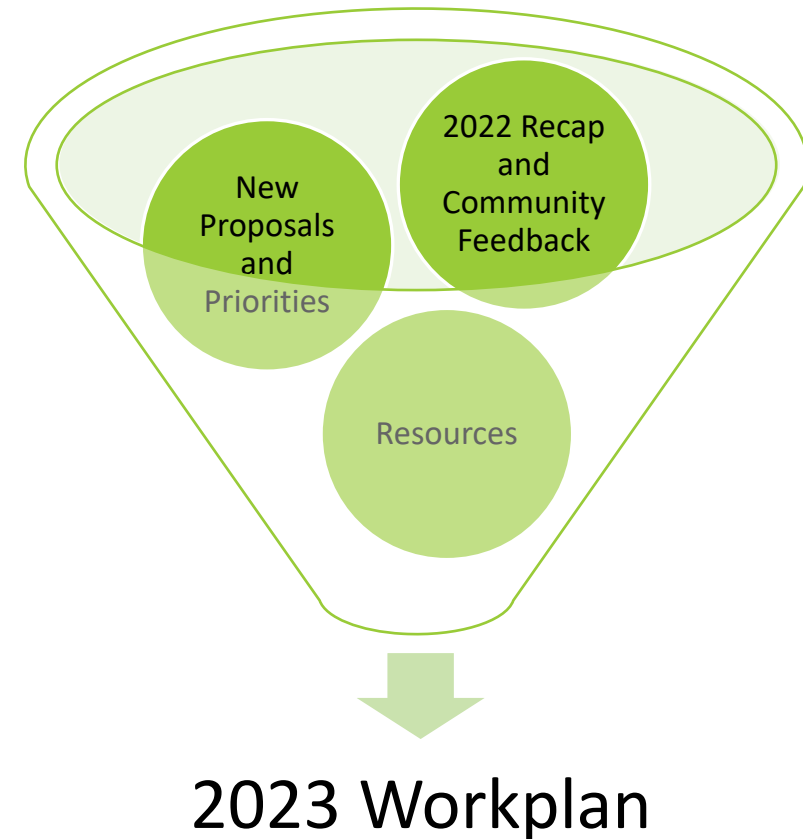 2022 Recap
and
Community
Feedback
New
Proposals
and
Priorities
Resources
2023 Workplan